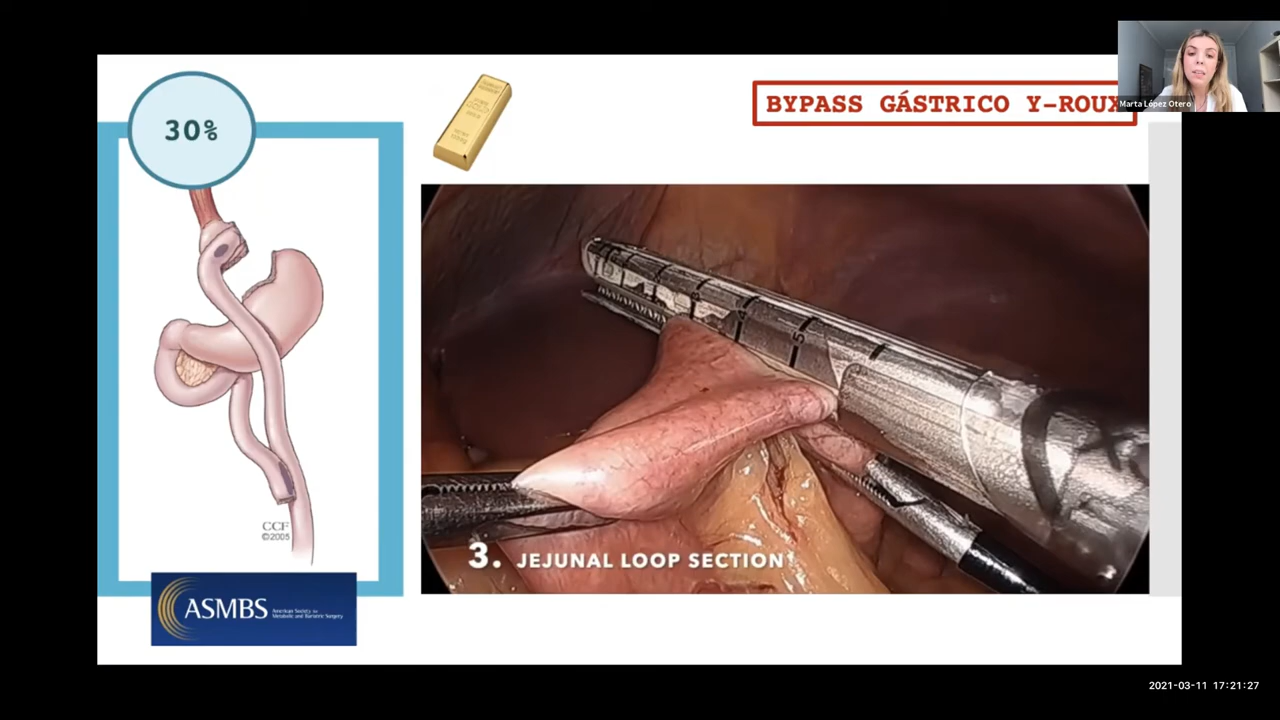 30%
BYPASS GÁSTRICO Y-ROUX
Marta López Otero
5
3. JEJUNAL LOOP SECTION
CCF
©2005
ASMBS
American Society for
Metabolic and Bariatric Surgery
2021-03-11 17:21:27